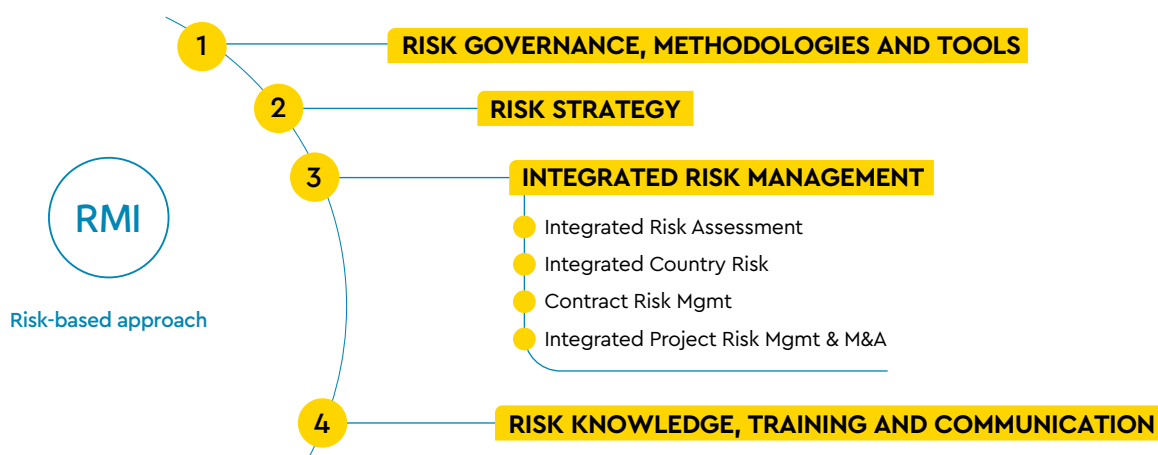 1
RISK GOVERNANCE, METHODOLOGIES AND TOOLS
2
RISK STRATEGY
3
INTEGRATED RISK MANAGEMENT
Integrated Risk Assessment
Integrated Country Risk
Contract Risk Mgmt
Integrated Project Risk Mgmt & M&A
RMI
Risk-based approach
4
RISK KNOWLEDGE, TRAINING AND COMMUNICATION